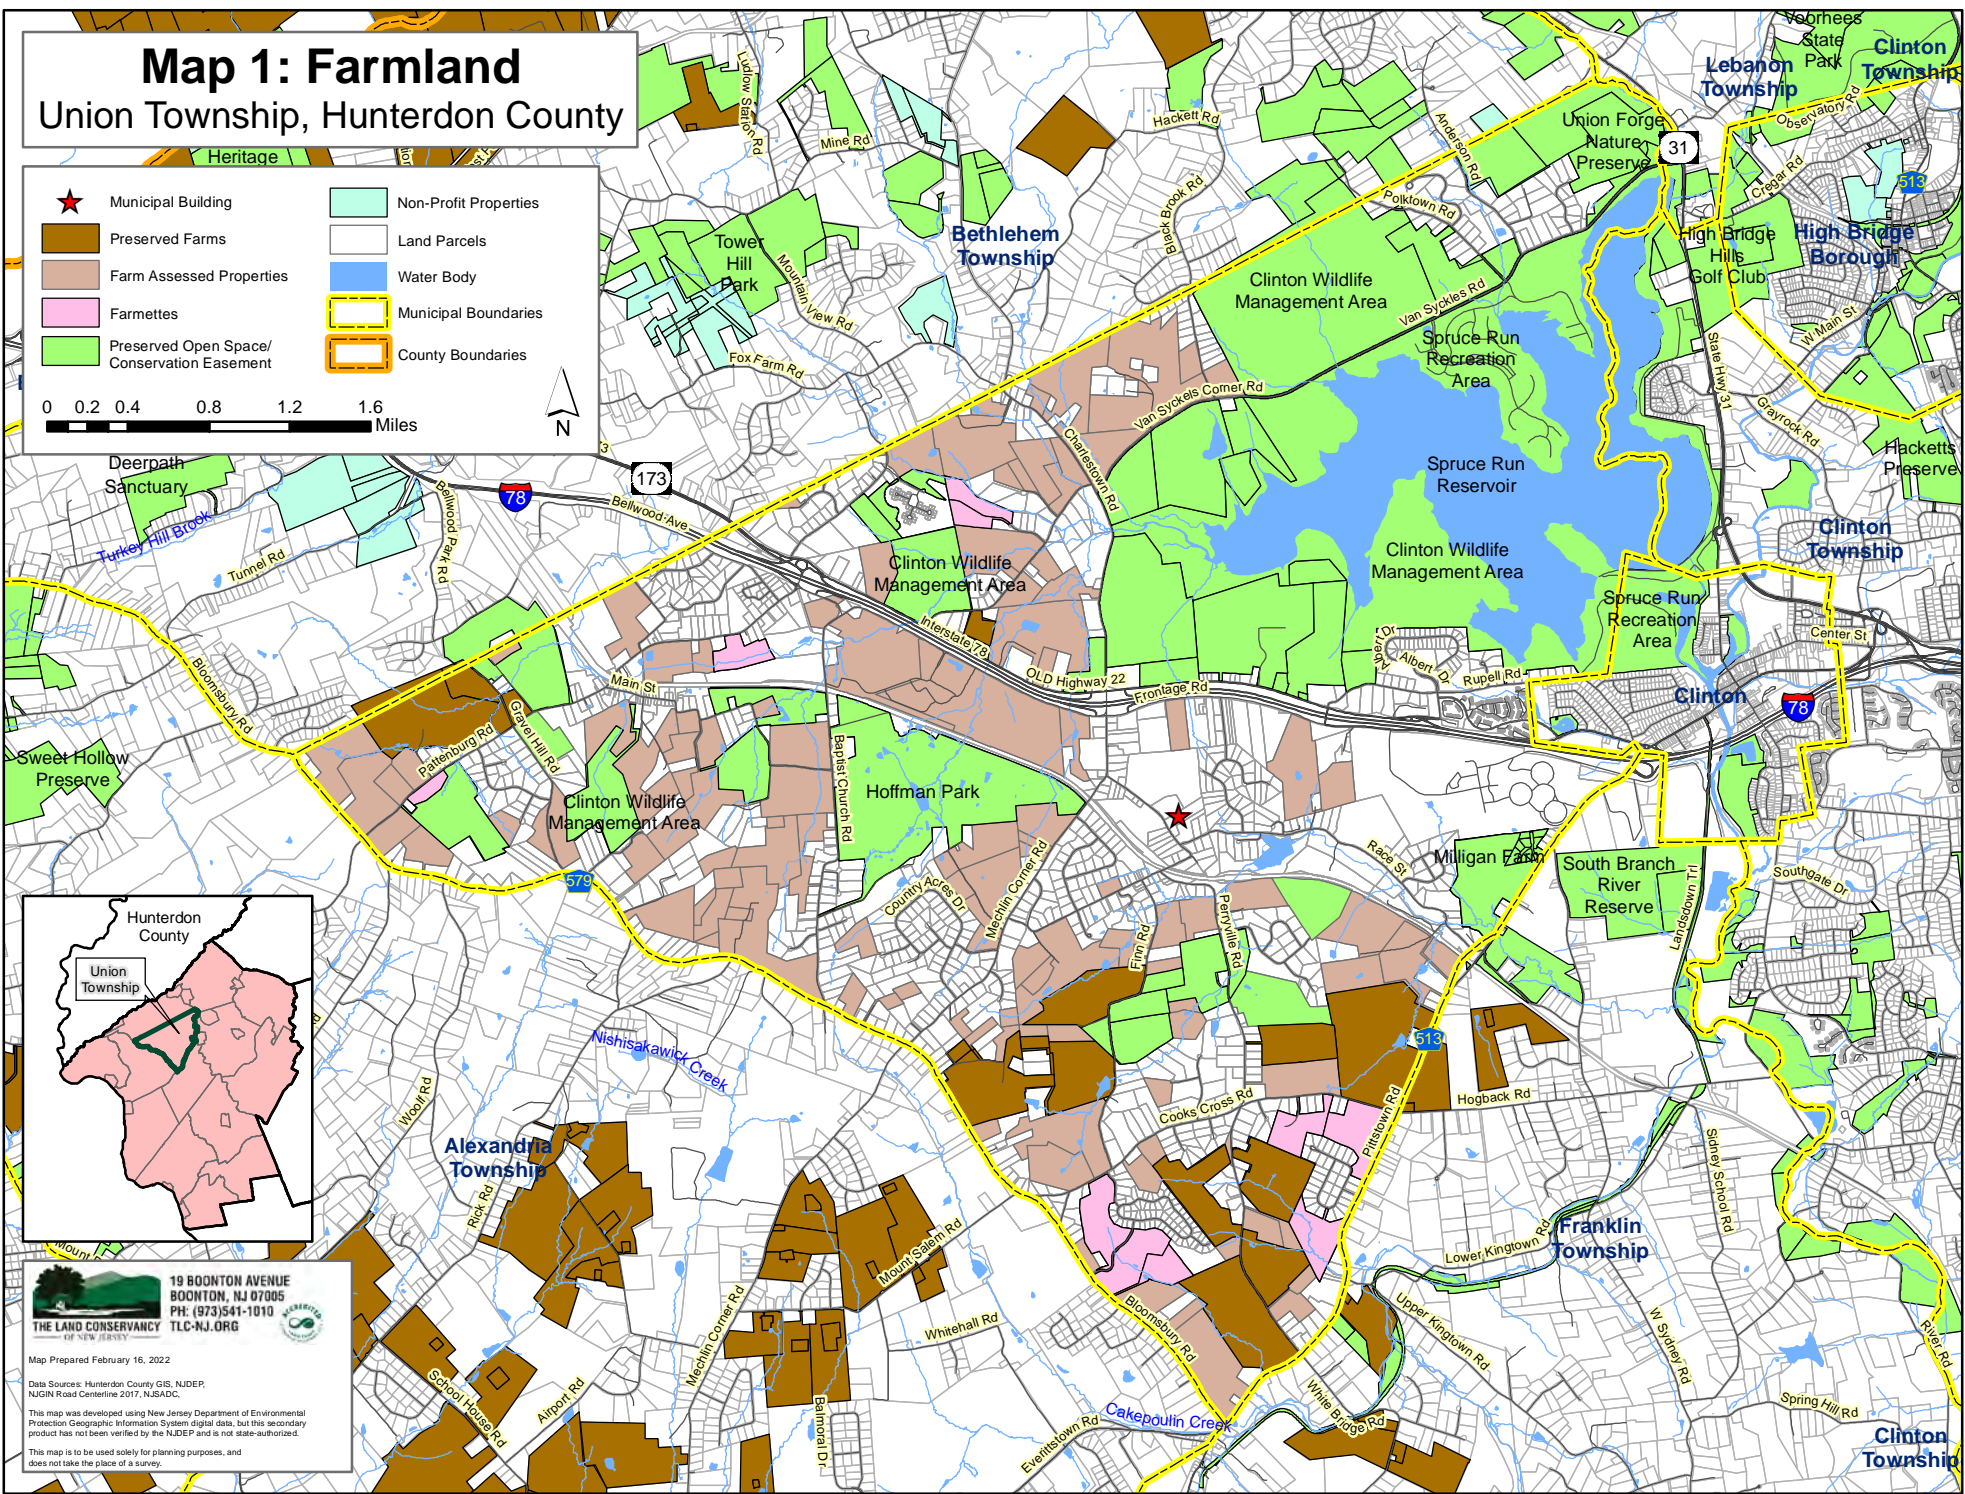 Map 1: Farmland
Union Township, Hunterdon County
Municipal Building
Preserved Farms
Farm Assessed Properties
Farmettes
Preserved Open Space/
Conservation Easement
Non-Profit Properties
Land Parcels
Water Body
Municipal Boundaries
County Boundaries
0 0.2 0.4 0.8 1.2 1.6
Miles
N
Heritage
Ludlow Station Rd
Mine Rd
Hackett Rd
Anderson Rd
Polktown Rd
Black Brook Rd
Voorhees
State
Park
Clinton
Township
Lebanon
Township
Observatory Rd
Union Forge
Nature
Preserve
31
Cregar Rd
513
High Bridge
Borough
High Bridge
Hills
Golf Club
W Main St
Bethlehem
Township
Tower
Hill
Park
Mountain View Rd
Fox Farm Rd
Clinton Wildlife
Management Area
Van Syckles Rd
Spruce Run
Recreation
Area
State Hwy 31
Grayrock Rd
Hacketts
Preserve
Van Syckels Corner Rd
Charlestown Rd
Spruce Run
Reservoir
Deerpath
Sanctuary
Turkey Hill Brook
Tunnel Rd
Bellwood Park Rd
78
173
Bellwood Ave
Clinton Wildlife
Management Area
Clinton Wildlife
Management Area
Clinton
Township
Spruce Run
Recreation
Area
Center St
Interstate 78
OLD Highway 22
Frontage Rd
Albert Dr
Albert Dr
Rupell Rd
Clinton
78
Bloomsbury Rd
Main St
Sweet Hollow
Preserve
Pattenburg Rd
Gravel Hill Rd
Clinton Wildlife
Management Area
Baptist Church Rd
Hoffman Park
Race St
Milligan Farm
South Branch
River
Reserve
Landsdown Trl
Southgate Dr
579
Country Acres Dr
Mechlin Corner Rd
Perryville Rd
Finn Rd
Hunterdon
County
Union
Township
Nishisakawick Creek
513
Cooks Cross Rd
Hogback Rd
Pittstown Rd
Woolf Rd
Alexandria
Township
Rick Rd
Sidney School Rd
Franklin
Township
Lower Kingtown Rd
Mount Salem Rd
Mechlin Corner Rd
Whitehall Rd
Bloomsbury Rd
Upper Kingtown Rd
W Sydney Rd
River Rd
School House Rd
Airport Rd
Balmoral Dr
Everittstown Rd
Cakepoulin Creek
White Bridge Rd
Spring Hill Rd
Clinton
Township
THE LAND CONSERVANCY
OF NEW JERSEY
19 BOONTON AVENUE
BOONTON, NJ 07005
PH: (973)541-1010
TLC-NJ.ORG
ACCREDITED
Map Prepared February 16, 2022
Data Sources: Hunterdon County GIS, NJDEP,
NJGIN Road Centerline 2017, NJSADC,
This map was developed using New Jersey Department of Environmental
Protection Geographic Information System digital data, but this secondary
product has not been verified by the NJDEP and is not state-authorized.
This map is to be used solely for planning purposes, and
does not take the place of a survey.